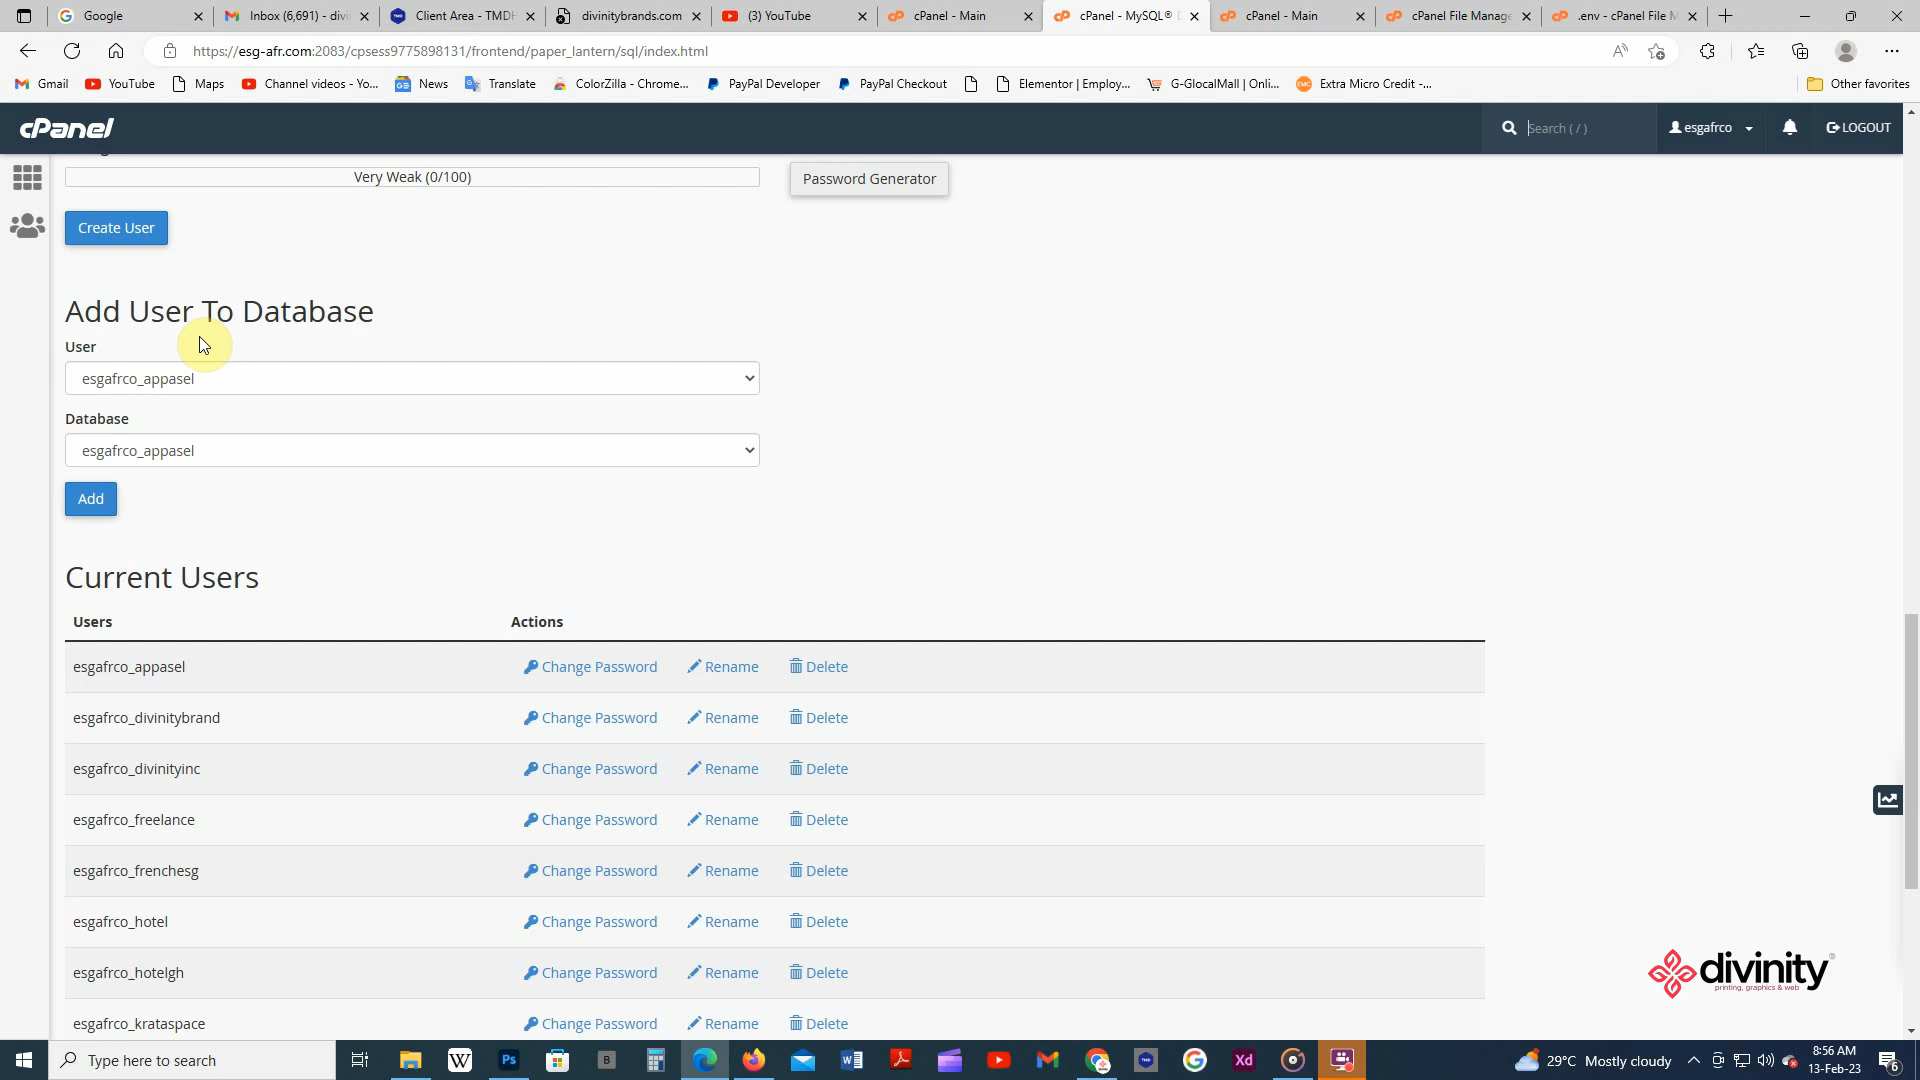 Google
Inbox (6,691) - divi
Client Area - TMDH
divinitybrands.com
(3) YouTube
cPanel - Main
cPanel - MySQL® D
cPanel - Main
cPanel File Manage
.env - cPanel File M
https://esg-afr.com:2083/cpsess9775898131/frontend/paper_lantern/sql/index.html
Gmail
YouTube
Maps
Channel videos - Yo...
News
Translate
ColorZilla - Chrome...
PayPal Developer
PayPal Checkout
Elementor | Employ...
G-GlocalMall | Onli...
Extra Micro Credit -...
Other favorites
cPanel
Search ( / )
esgafrco
LOGOUT
Very Weak (0/100)
Password Generator
Create User
Add User To Database
User
esgafrco_appasel
Database
esgafrco_appasel
Add
Current Users
Users Actions
esgafrco_appasel Change Password Rename Delete
esgafrco_divinitybrand Change Password Rename Delete
esgafrco_divinityinc Change Password Rename Delete
esgafrco_freelance Change Password Rename Delete
esgafrco_frenchesg Change Password Rename Delete
esgafrco_hotel Change Password Rename Delete
esgafrco_hotelgh Change Password Rename Delete
esgafrco_krataspace Change Password Rename Delete
divinity
printing, graphics & web
Type here to search
29°C Mostly cloudy
8:56 AM
13-Feb-23
6